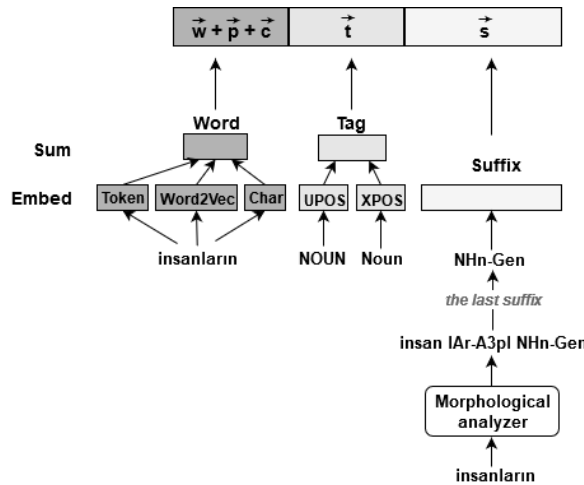 w + p + c t s
Word Tag
Sum
Suffix
Embed Token Word2Vec Char UPOS XPOS
insanların NOUN Noun NHn-Gen
the last suffix
insan lAr-A3pl NHn-Gen
Morphological
analyzer
insanların